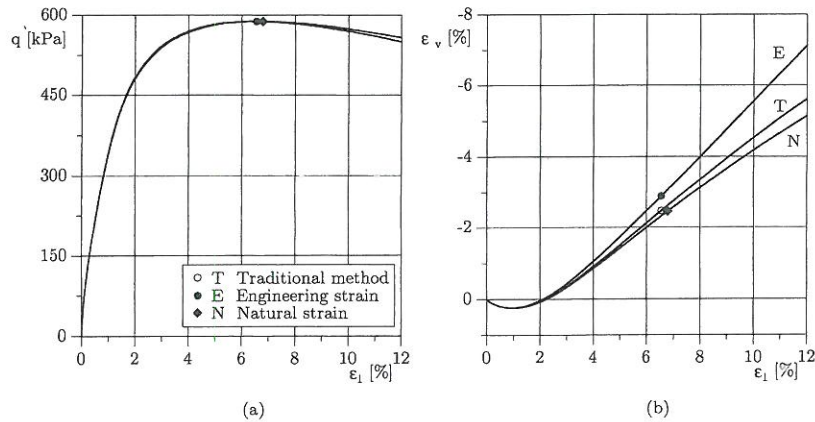 600
q`
[kPa]
450
300
150
0
0 2 4 6 8 10 12
ε₁ [%]
T Traditional method
E Engineering strain
N Natural strain
(a)
-8
εᵥ [%]
-6
-4
-2
0
0 2 4 6 8 10 12
ε₁ [%]
E
T
N
(b)